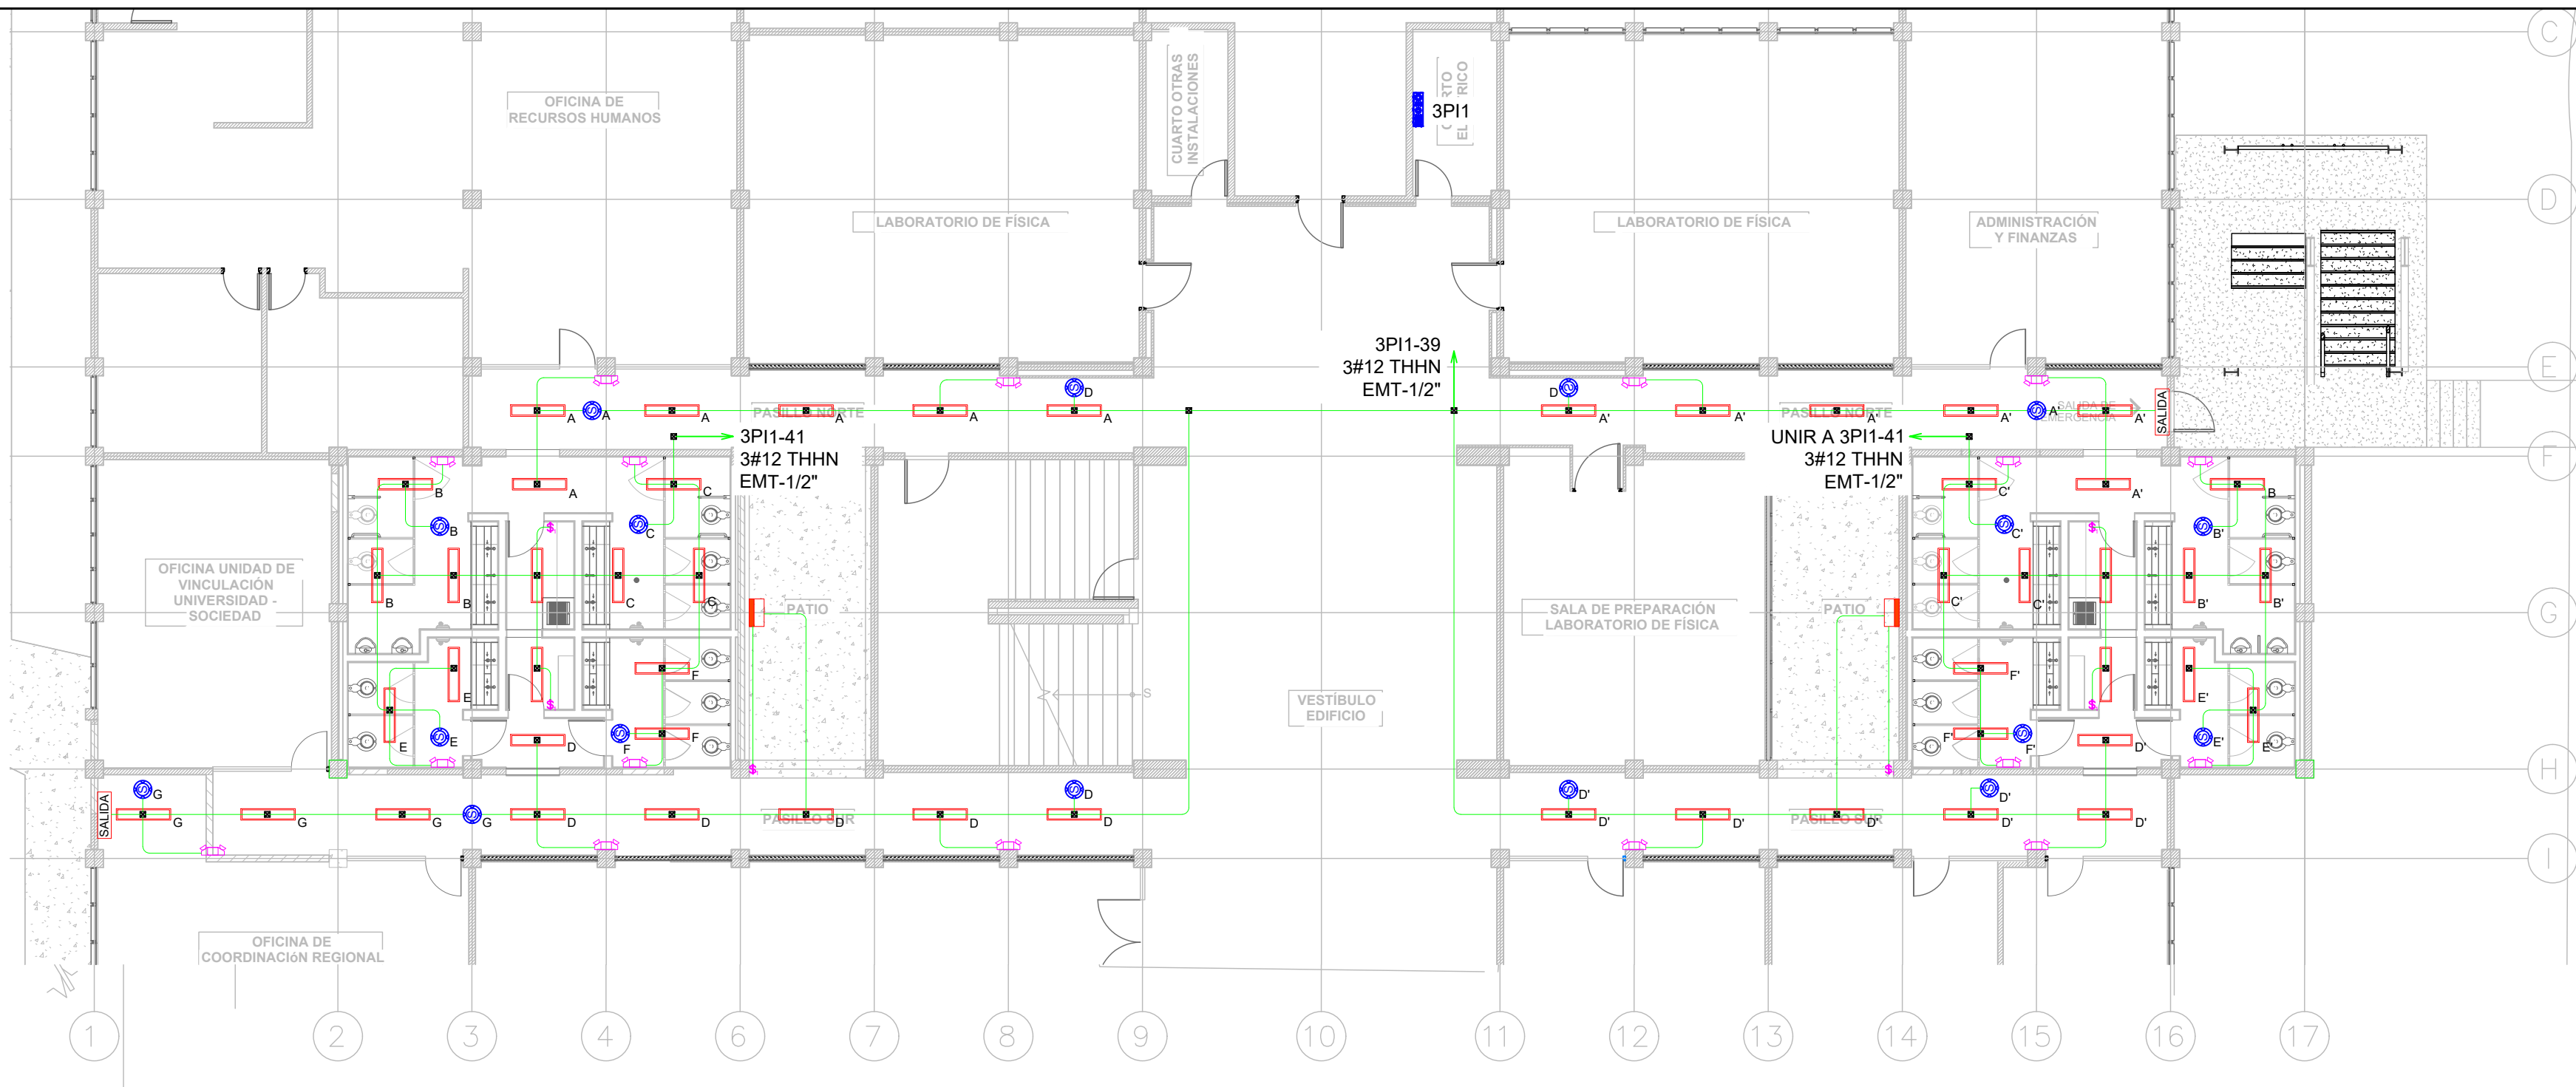 C
CUARTO OTRAS
INSTALACIONES
OFICINA DE
RECURSOS HUMANOS
3PI1
D
LABORATORIO DE FÍSICA
LABORATORIO DE FÍSICA
ADMINISTRACIÓN
Y FINANZAS
3PI1-39
3#12 THHN
EMT-1/2"
E
S D
D S
S A
A A A A A
PASILLO NORTE
A' A' A' A' A'
PASILLO NORTE
S A'
SALIDA DE
EMERGENCIA
SALIDA
3PI1-41
3#12 THHN
EMT-1/2"
UNIR A 3PI1-41
3#12 THHN
EMT-1/2"
F
B A C
C' A' B
S B S C
S C' S B'
$ $
OFICINA UNIDAD DE
VINCULACIÓN
UNIVERSIDAD -
SOCIEDAD
B B C C
C' C' B' B'
PATIO
SALA DE PREPARACIÓN
LABORATORIO DE FÍSICA
PATIO
G
E F
F' E'
S
VESTÍBULO
EDIFICIO
$ $
E S E S F D
F' S F' D' S E' E'
$ $
H
SALIDA
S G S G
S D
S D' S D'
G G G D D D D D
PASILLO SUR
D' D' D' D' D'
PASILLO SUR
I
OFICINA DE
COORDINACIóN REGIONAL
1 2 3 4 6 7 8 9 10 11 12 13 14 15 16 17